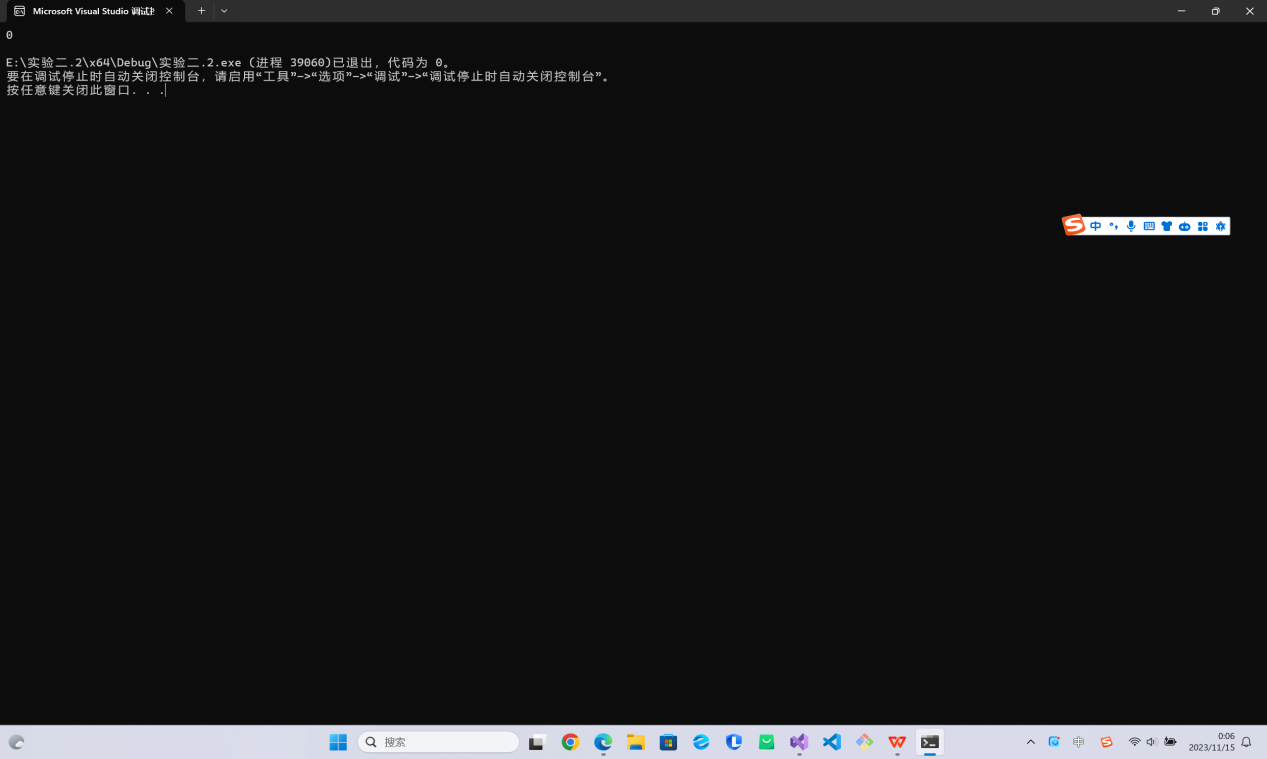 Microsoft Visual Studio 调试控
0
E:\实验二.2\x64\Debug\实验二.2.exe (进程 39060)已退出，代码为 0。
要在调试停止时自动关闭控制台，请启用“工具”->“选项”->“调试”->“调试停止时自动关闭控制台”。
按任意键关闭此窗口. . .
中
搜索
中
0:06
2023/11/15